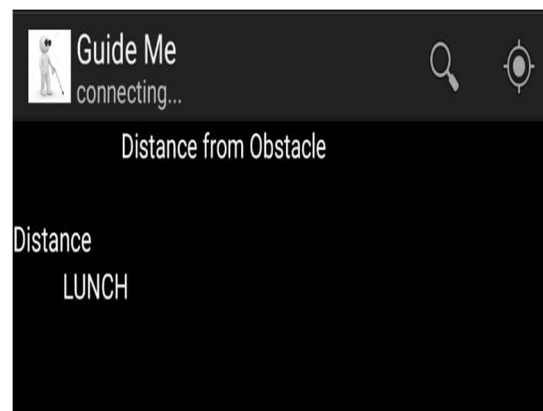 Guide Me
connecting...
Distance from Obstacle
Distance
LUNCH